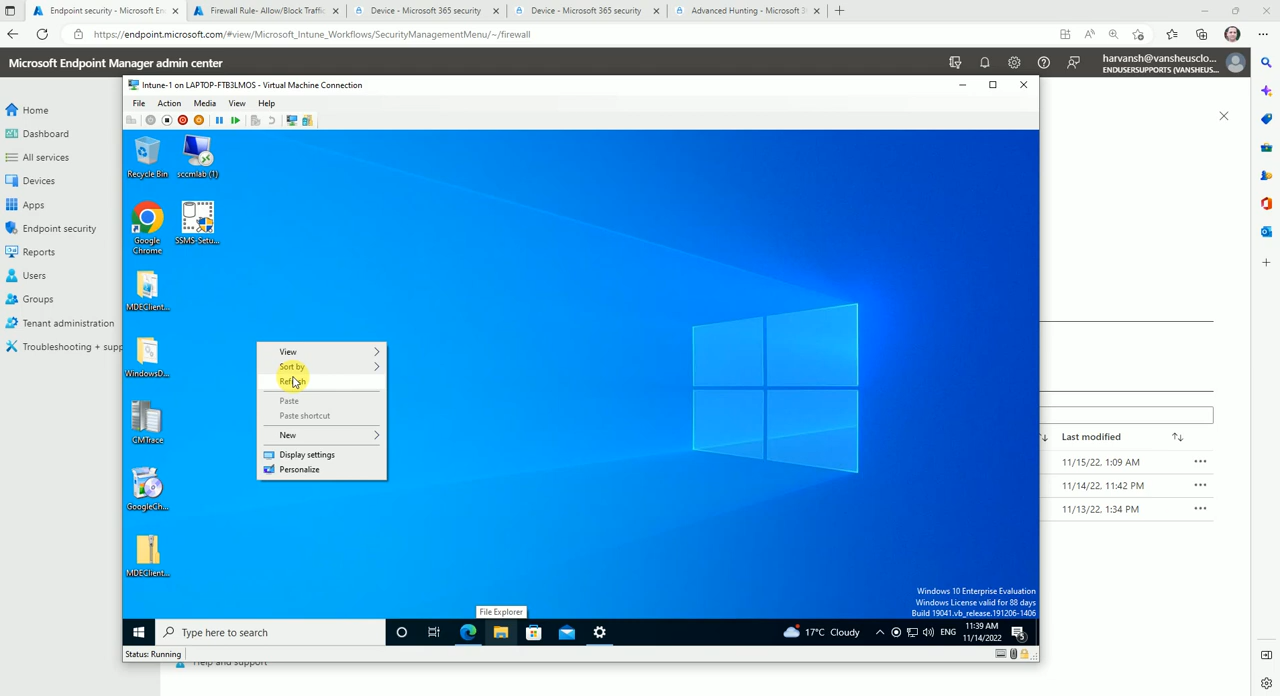 Endpoint security - Microsoft En
Firewall Rule- Allow/Block Traffic
Device - Microsoft 365 security
Device - Microsoft 365 security
Advanced Hunting - Microsoft 3
https://endpoint.microsoft.com/#view/Microsoft_Intune_Workflows/SecurityManagementMenu/~/firewall
Microsoft Endpoint Manager admin center
harvansh@vansheusclo...
ENDUSERSUPPORTS (VANSHEUS...
Home
Dashboard
All services
Devices
Apps
Endpoint security
Reports
Users
Groups
Tenant administration
Troubleshooting + supp
Intune-1 on LAPTOP-FTB3LMOS - Virtual Machine Connection
File Action Media View Help
Recycle Bin
sccmlab (1)
Google Chrome
SSMS-Setu...
MDEClient...
WindowsD...
CMTrace
GoogleCh...
MDEClient...
View
Sort by
Refresh
Paste
Paste shortcut
New
Display settings
Personalize
Last modified
11/15/22, 1:09 AM
11/14/22, 11:42 PM
11/13/22, 1:34 PM
Windows 10 Enterprise Evaluation
Windows License valid for 88 days
Build 19041.vb_release.191206-1406
File Explorer
Type here to search
17°C Cloudy
ENG
11:39 AM
11/14/2022
5
Status: Running
Help and support